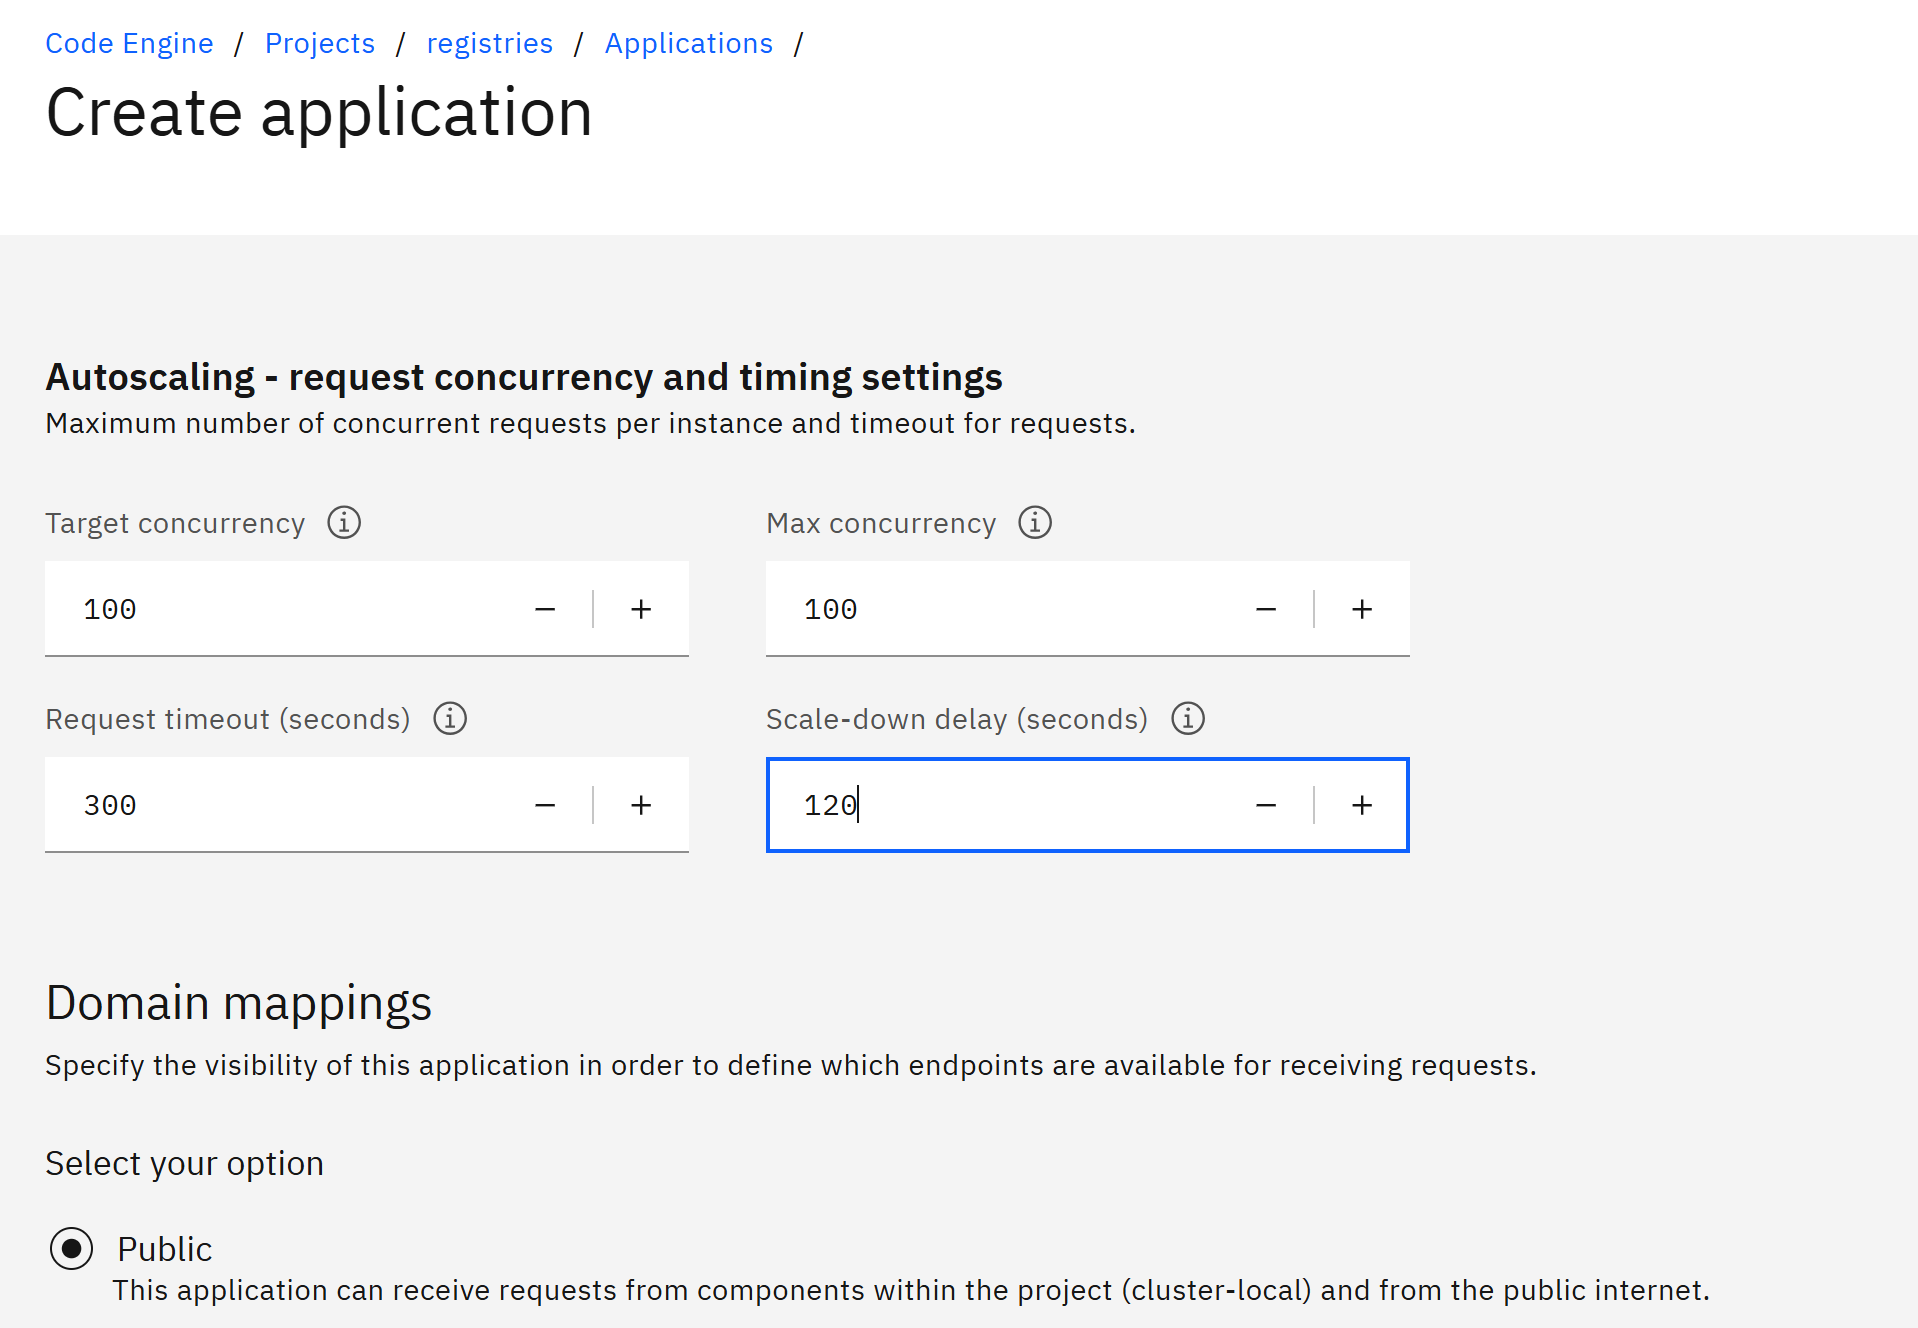 Code Engine / Projects / registries / Applications /
Create application
Autoscaling - request concurrency and timing settings
Maximum number of concurrent requests per instance and timeout for requests.
Target concurrency
Max concurrency
100
100
Request timeout (seconds)
Scale-down delay (seconds)
300
120
Domain mappings
Specify the visibility of this application in order to define which endpoints are available for receiving requests.
Select your option
Public
This application can receive requests from components within the project (cluster-local) and from the public internet.